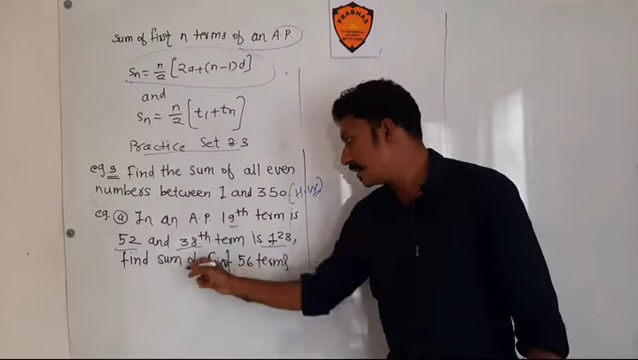 sum of first n terms of an A.P.
Sn = n/2 [2a+(n-1)d]
and
Sn = n/2 [t1+tn]
Practice Set 3.3
PRABHAS
eg.3 Find the sum of all even
numbers between 1 and 350 (H.W)
eg. 4 In an A.P. 19th term is
52 and 38th term is 128,
find sum of first 56 terms